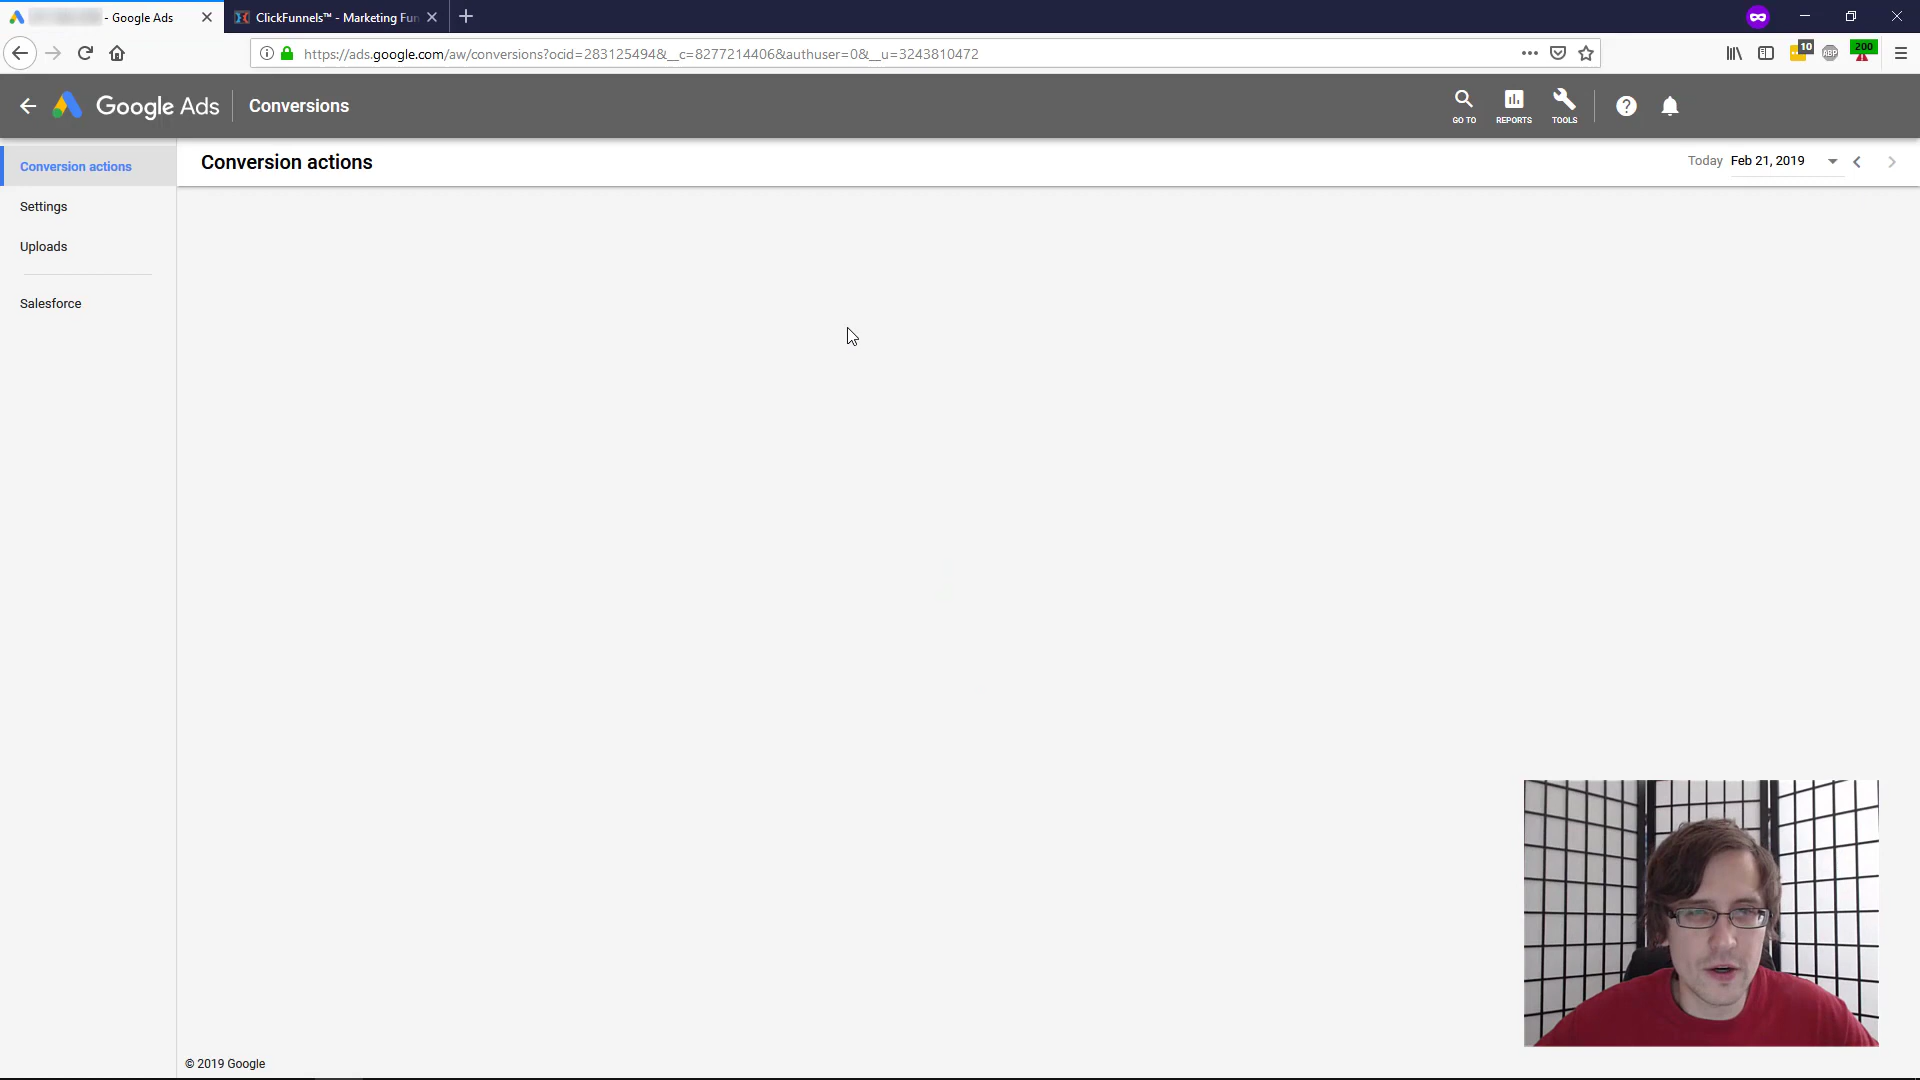 - Google Ads
ClickFunnels™ - Marketing Fun
https://ads.google.com/aw/conversions?ocid=283125494&__c=8277214406&authuser=0&__u=3243810472
10
ABP
200
Google Ads
Conversions
GO TO
REPORTS
TOOLS
Conversion actions
Settings
Uploads
Salesforce
Conversion actions
Today Feb 21, 2019
© 2019 Google